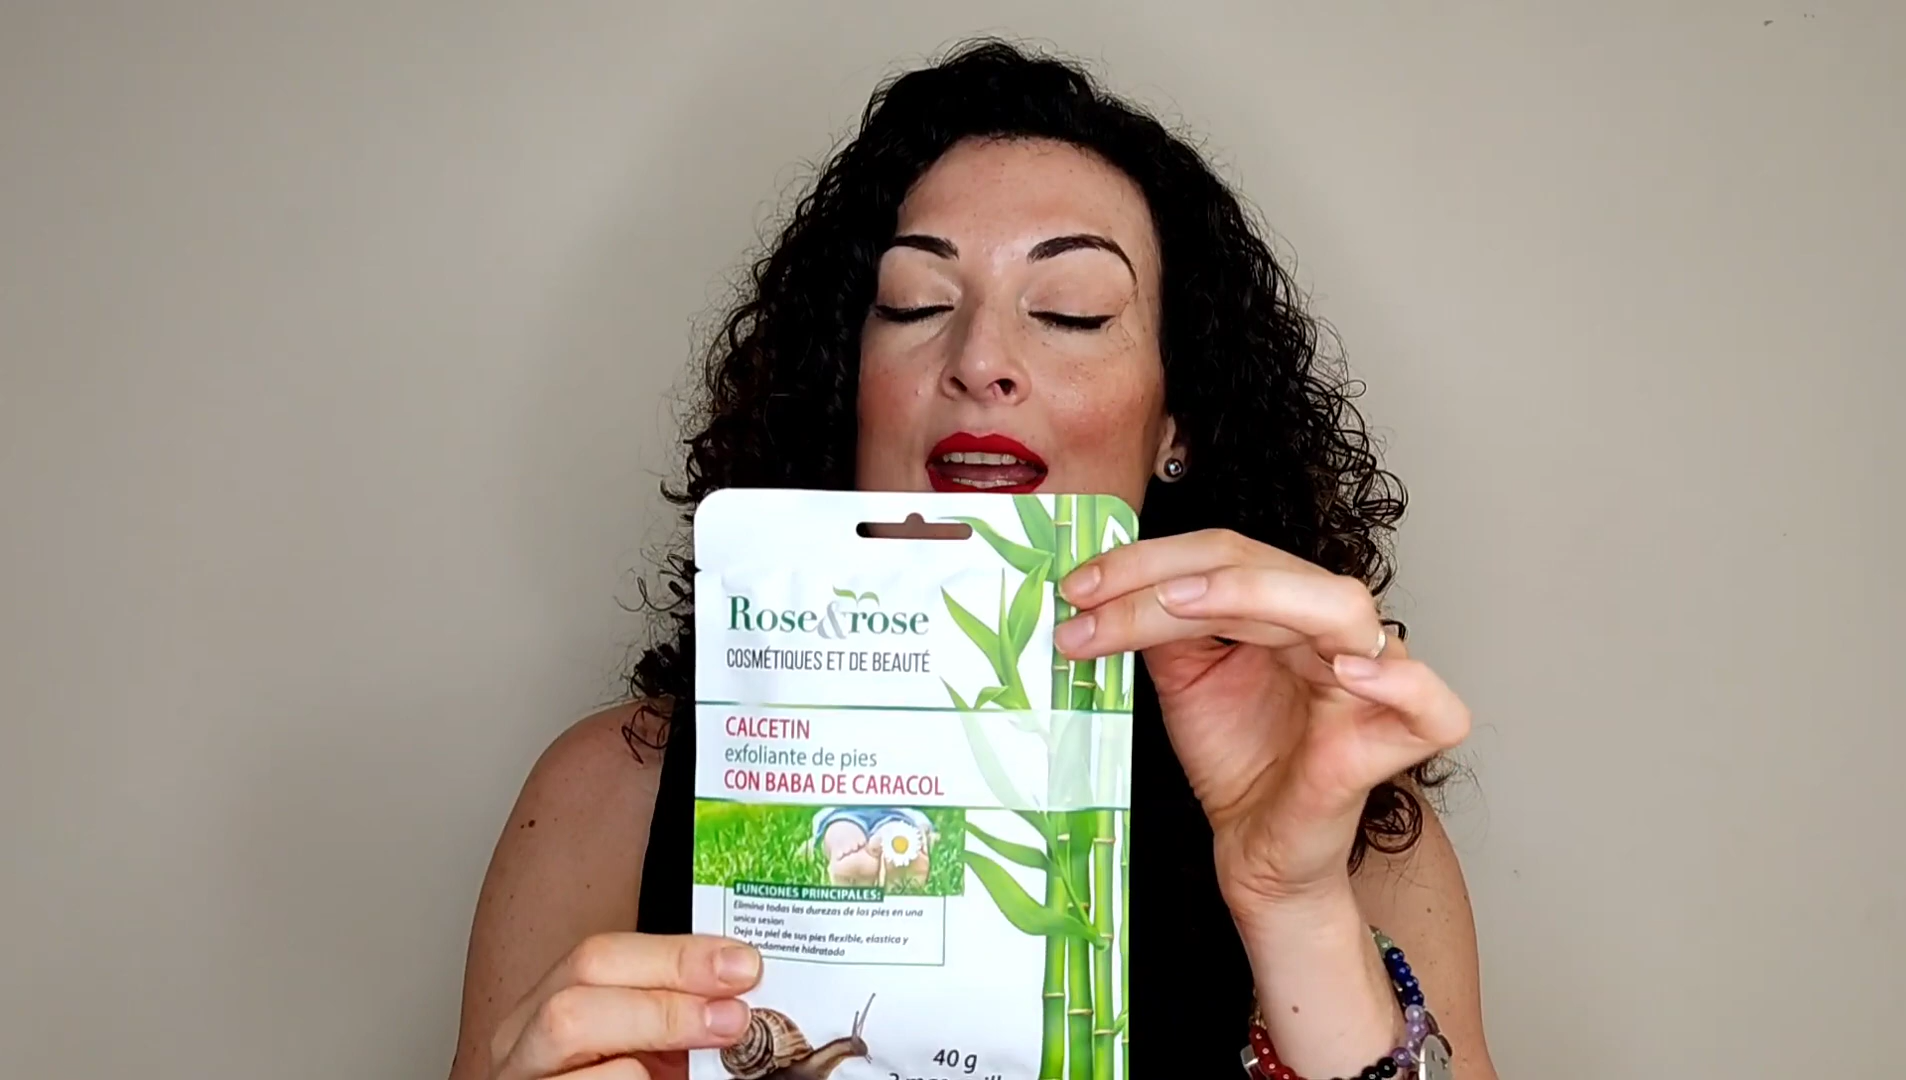 Rose & rose
COSMÉTIQUES ET DE BEAUTÉ
CALCETIN
exfoliante de pies
CON BABA DE CARACOL
FUNCIONES PRINCIPALES:
Elimina todas las durezas de los pies en una
unica sesion
Deja la piel de sus pies flexible, elastica y
hidratada
40 g